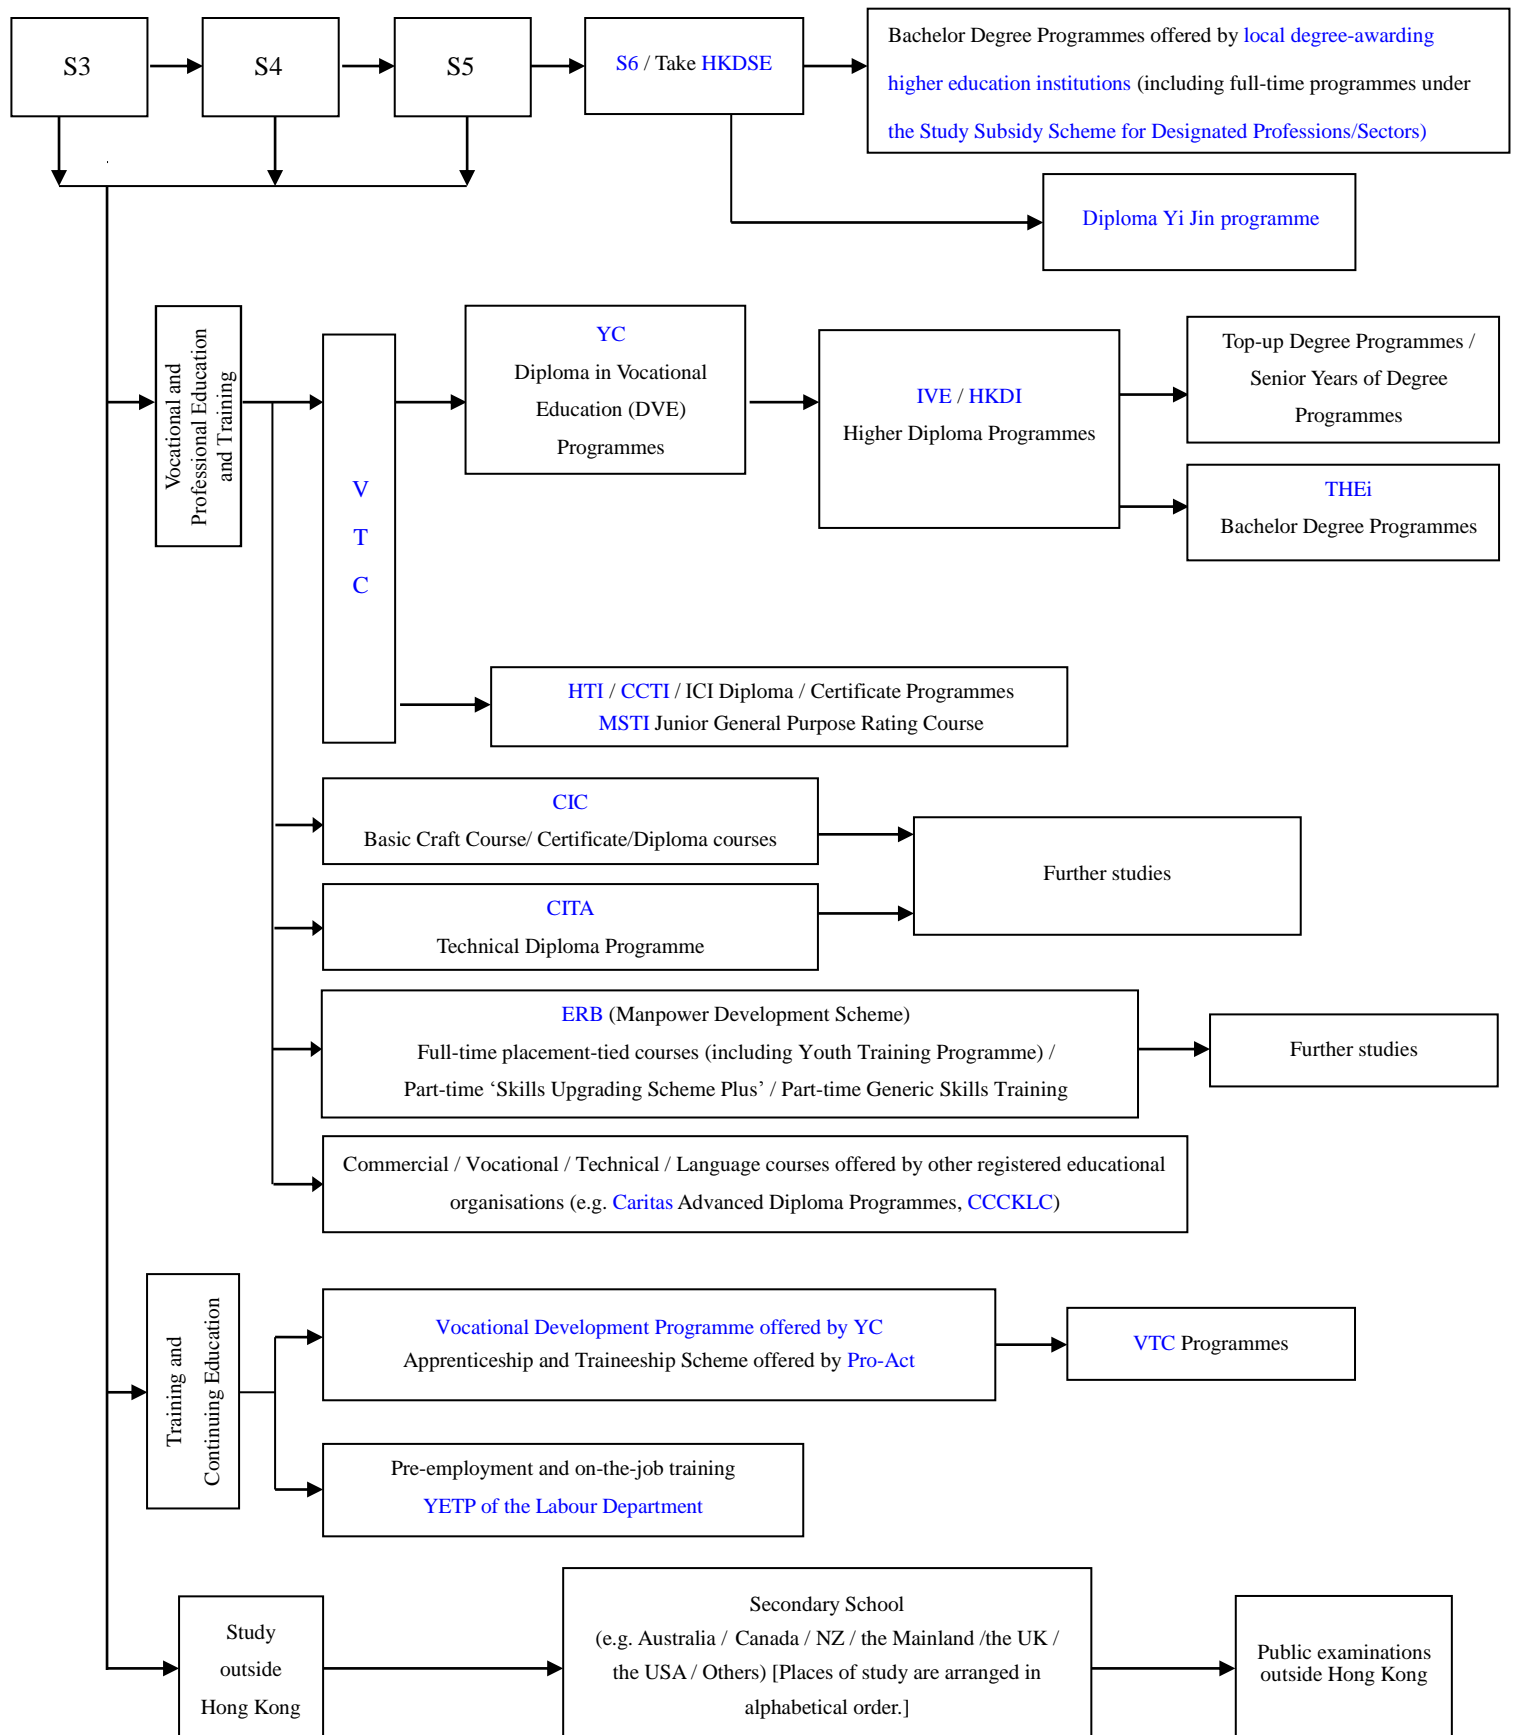 S3
S4
S5
S6 / Take HKDSE
Bachelor Degree Programmes offered by local degree-awarding
higher education institutions (including full-time programmes under
the Study Subsidy Scheme for Designated Professions/Sectors)
Diploma Yi Jin programme
Vocational and
Professional Education
and Training
V
T
C
YC
Diploma in Vocational
Education (DVE)
Programmes
IVE / HKDI
Higher Diploma Programmes
Top-up Degree Programmes /
Senior Years of Degree
Programmes
THEi
Bachelor Degree Programmes
HTI / CCTI / ICI Diploma / Certificate Programmes
MSTI Junior General Purpose Rating Course
CIC
Basic Craft Course/ Certificate/Diploma courses
CITA
Technical Diploma Programme
Further studies
ERB (Manpower Development Scheme)
Full-time placement-tied courses (including Youth Training Programme) /
Part-time ‘Skills Upgrading Scheme Plus’ / Part-time Generic Skills Training
Further studies
Commercial / Vocational / Technical / Language courses offered by other registered educational
organisations (e.g. Caritas Advanced Diploma Programmes, CCCKLC)
Training and
Continuing Education
Vocational Development Programme offered by YC
Apprenticeship and Traineeship Scheme offered by Pro-Act
VTC Programmes
Pre-employment and on-the-job training
YETP of the Labour Department
Study
outside
Hong Kong
Secondary School
(e.g. Australia / Canada / NZ / the Mainland /the UK /
the USA / Others) [Places of study are arranged in
alphabetical order.]
Public examinations
outside Hong Kong